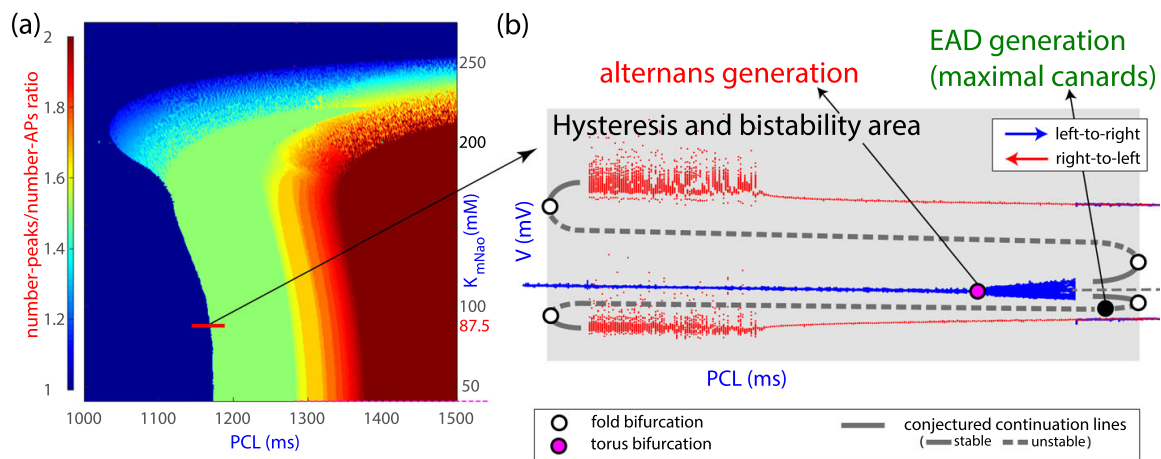 (a)
2
1.8
1.6
1.4
1.2
1
number-peaks/number-APs ratio
250
200
100
87.5
50
KmNao(mM)
1000
1100
1200
1300
1400
1500
PCL (ms)
(b)
EAD generation
(maximal canards)
alternans generation
Hysteresis and bistability area
left-to-right
right-to-left
V (mV)
PCL (ms)
fold bifurcation
torus bifurcation
conjectured continuation lines
( stable unstable )